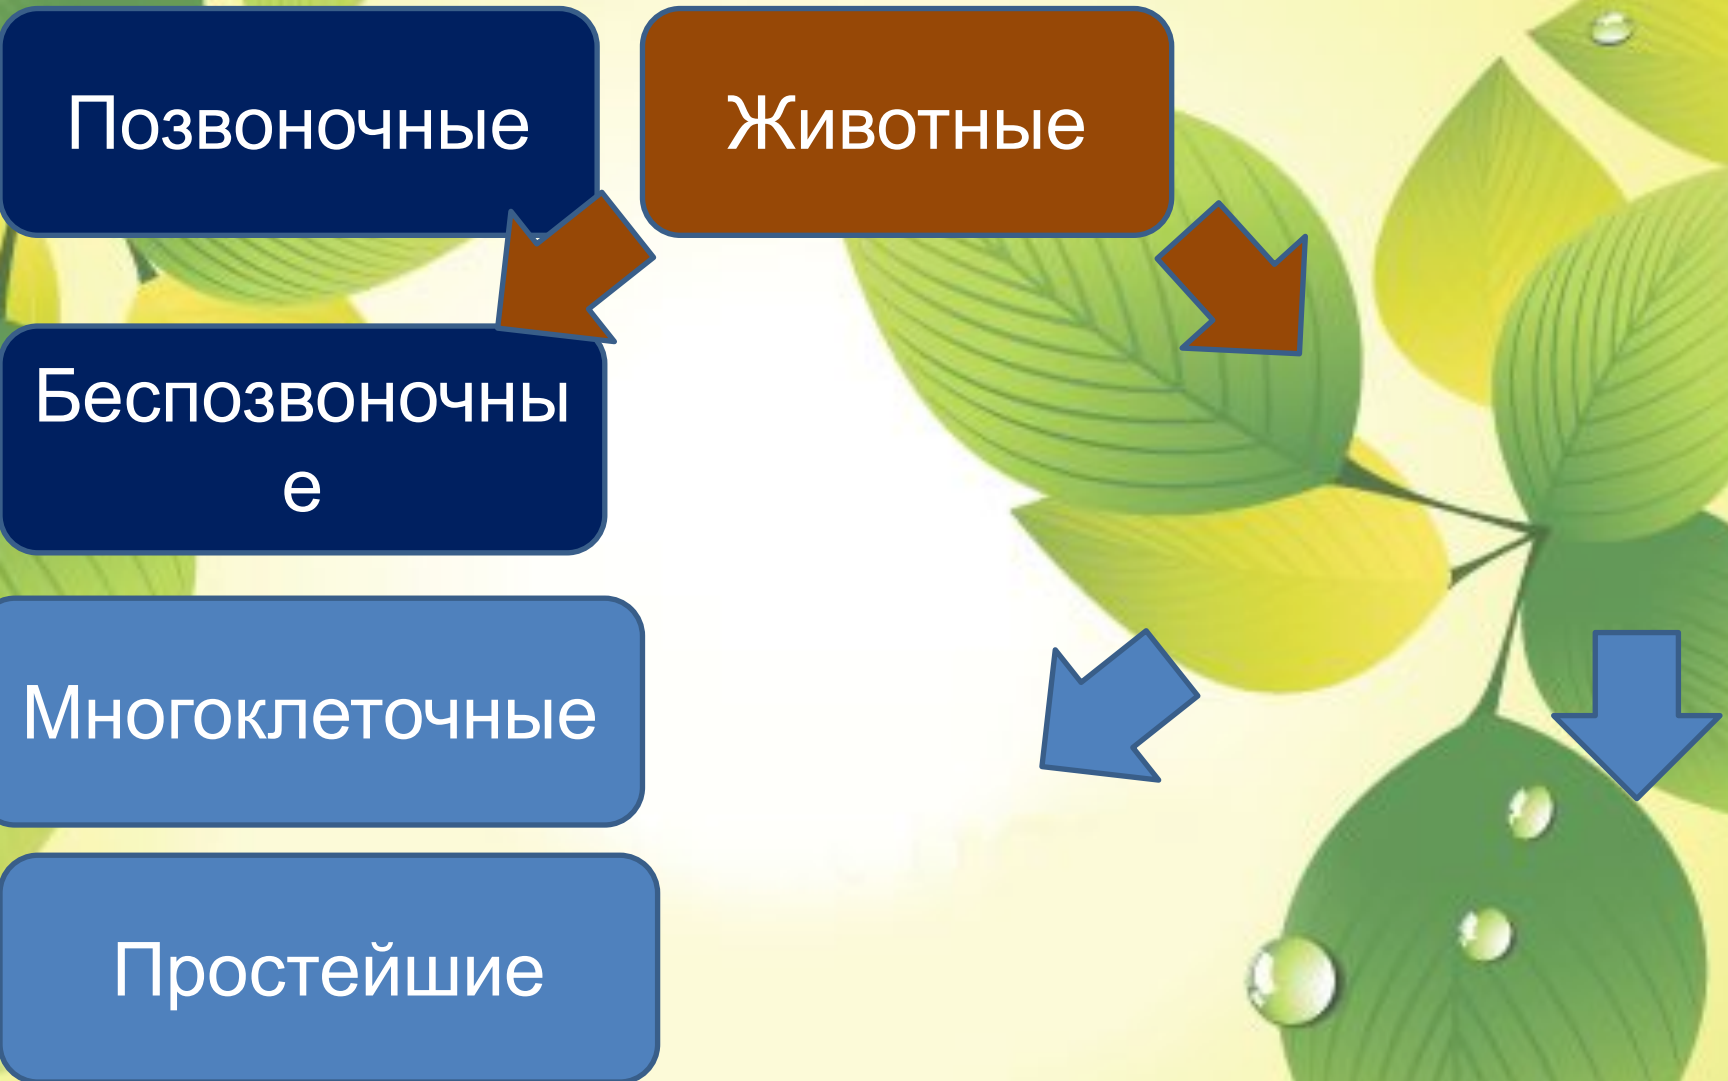 Позвоночные
Животные
Беспозвоночны
е
Многоклеточные
Простейшие